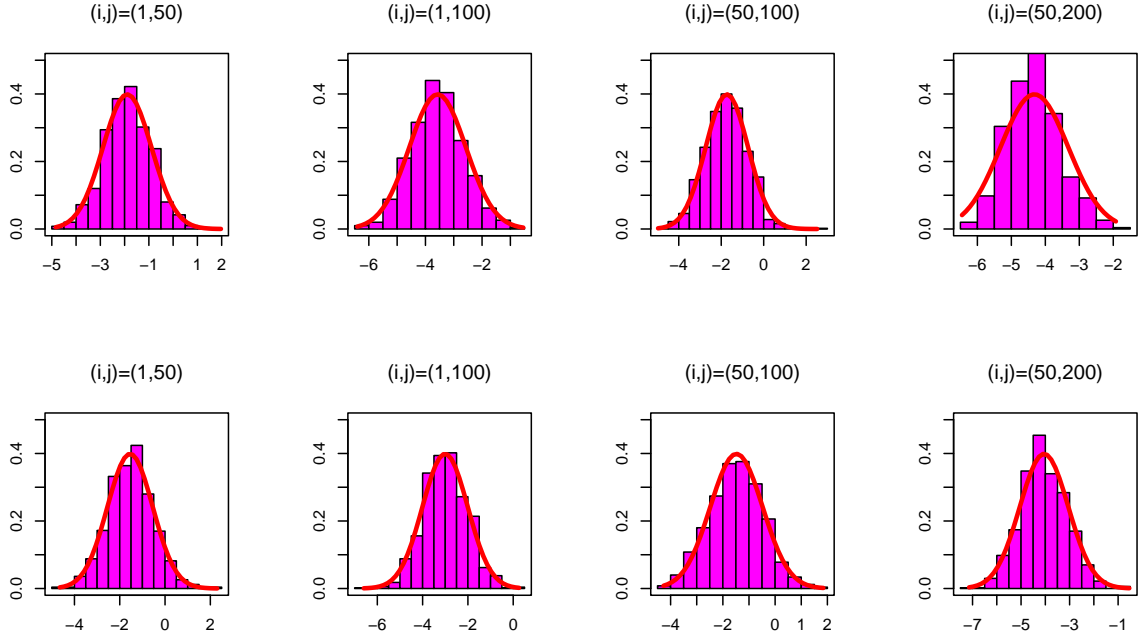 (i,j)=(1,50)
0.0 0.2 0.4
−5 −3 −1 1 2
(i,j)=(1,100)
0.0 0.2 0.4
−6 −4 −2
(i,j)=(50,100)
0.0 0.2 0.4
−4 −2 0 2
(i,j)=(50,200)
0.0 0.2 0.4
−6 −5 −4 −3 −2
(i,j)=(1,50)
0.0 0.2 0.4
−4 −2 0 2
(i,j)=(1,100)
0.0 0.2 0.4
−6 −4 −2 0
(i,j)=(50,100)
0.0 0.2 0.4
−4 −2 0 1 2
(i,j)=(50,200)
0.0 0.2 0.4
−7 −5 −3 −1